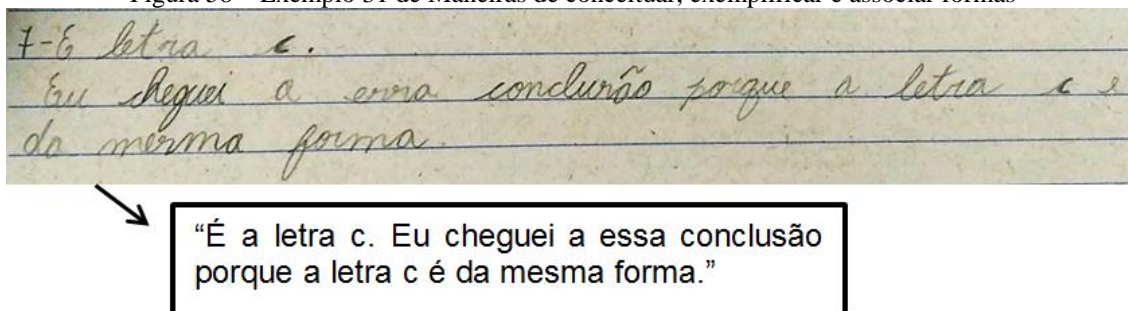 Figura 50 – Exemplo 31 de Maneiras de conceituar, exemplificar e associar formas
7-É letra c.
Eu cheguei a essa conclusão porque a letra c e
da mesma forma.
“É a letra c. Eu cheguei a essa conclusão
porque a letra c é da mesma forma.”